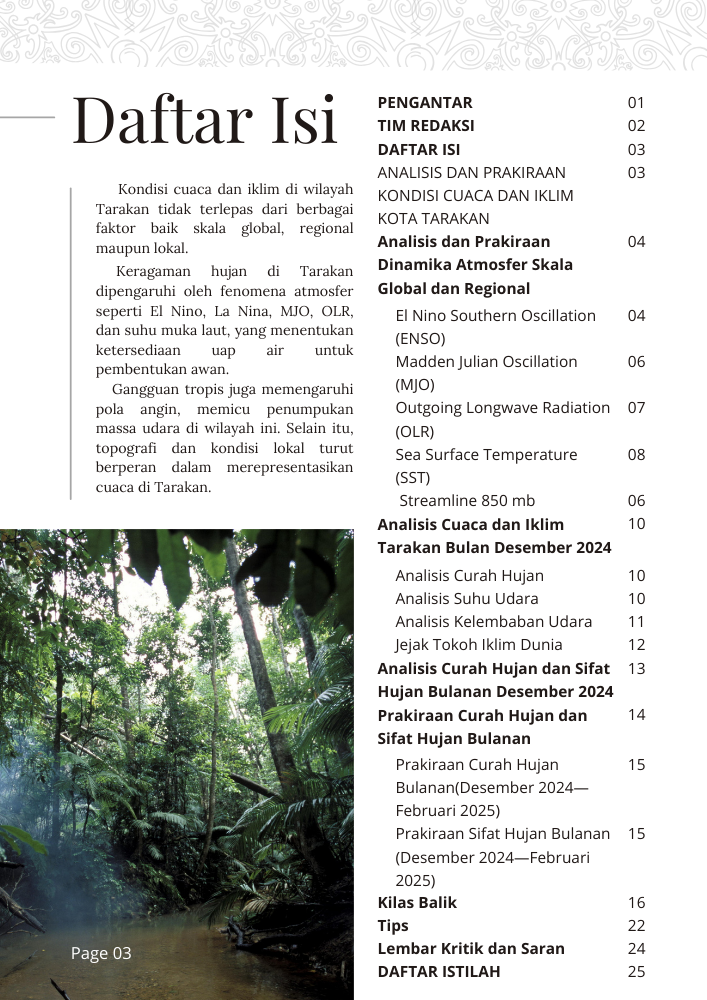 Daftar Isi
Kondisi cuaca dan iklim di wilayah
Tarakan tidak terlepas dari berbagai
faktor baik skala global, regional
maupun lokal.
Keragaman hujan di Tarakan
dipengaruhi oleh fenomena atmosfer
seperti El Nino, La Nina, MJO, OLR,
dan suhu muka laut, yang menentukan
ketersediaan uap air untuk
pembentukan awan.
Gangguan tropis juga memengaruhi
pola angin, memicu penumpukan
massa udara di wilayah ini. Selain itu,
topografi dan kondisi lokal turut
berperan dalam merepresentasikan
cuaca di Tarakan.
Page 03
PENGANTAR 01
TIM REDAKSI 02
DAFTAR ISI 03
ANALISIS DAN PRAKIRAAN 03
KONDISI CUACA DAN IKLIM
KOTA TARAKAN
Analisis dan Prakiraan 04
Dinamika Atmosfer Skala
Global dan Regional
El Nino Southern Oscillation 04
(ENSO)
Madden Julian Oscillation 06
(MJO)
Outgoing Longwave Radiation 07
(OLR)
Sea Surface Temperature 08
(SST)
Streamline 850 mb 06
Analisis Cuaca dan Iklim 10
Tarakan Bulan Desember 2024
Analisis Curah Hujan 10
Analisis Suhu Udara 10
Analisis Kelembaban Udara 11
Jejak Tokoh Iklim Dunia 12
Analisis Curah Hujan dan Sifat 13
Hujan Bulanan Desember 2024
Prakiraan Curah Hujan dan 14
Sifat Hujan Bulanan
Prakiraan Curah Hujan 15
Bulanan(Desember 2024—
Februari 2025)
Prakiraan Sifat Hujan Bulanan 15
(Desember 2024—Februari
2025)
Kilas Balik 16
Tips 22
Lembar Kritik dan Saran 24
DAFTAR ISTILAH 25